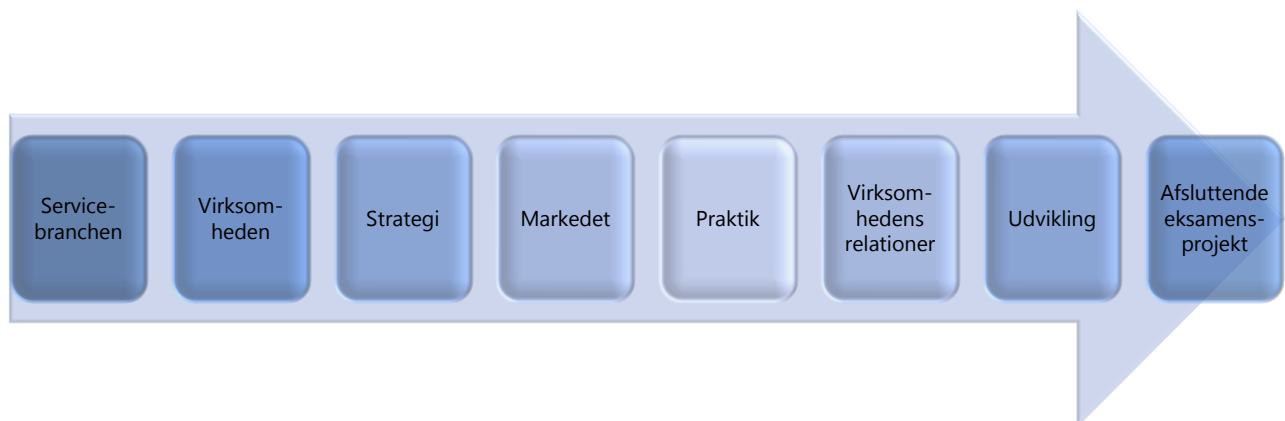 Service-
branchen
Virksom-
heden
Strategi
Markedet
Praktik
Virksom-
hedens
relationer
Udvikling
Afsluttende
eksamens-
projekt